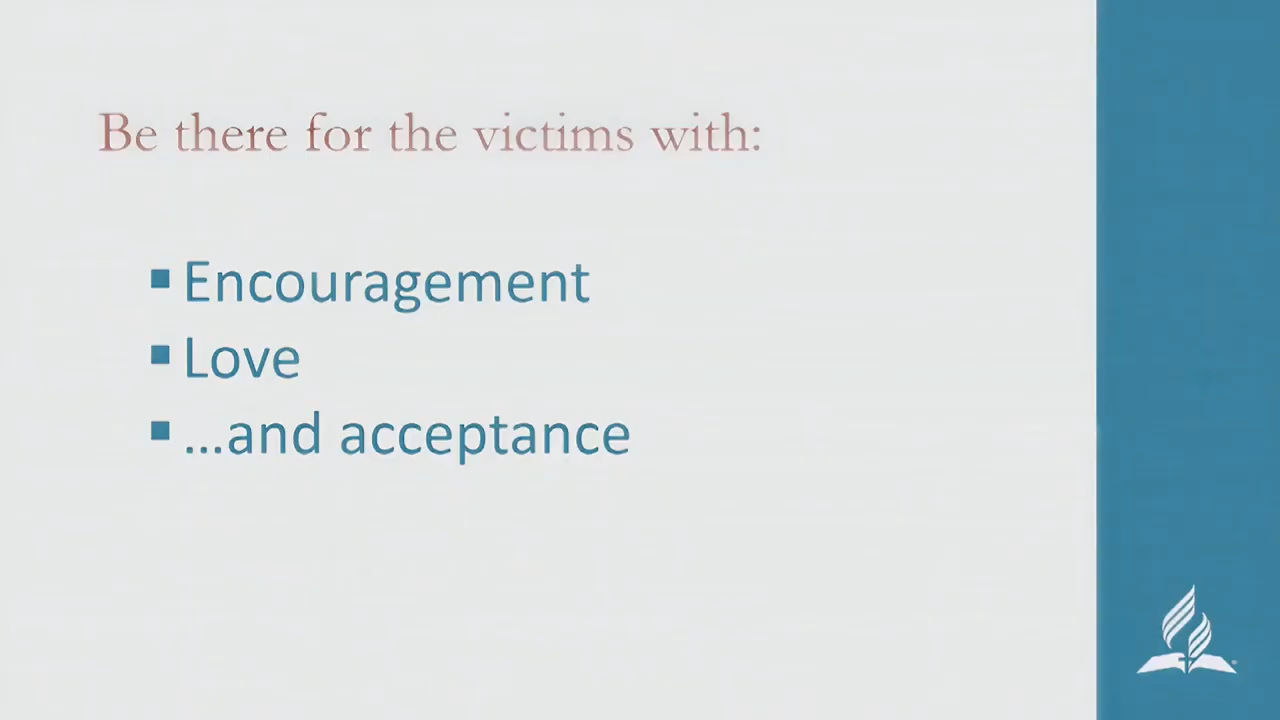 Be there for the victims with:
▪ Encouragement
▪ Love
▪ ...and acceptance